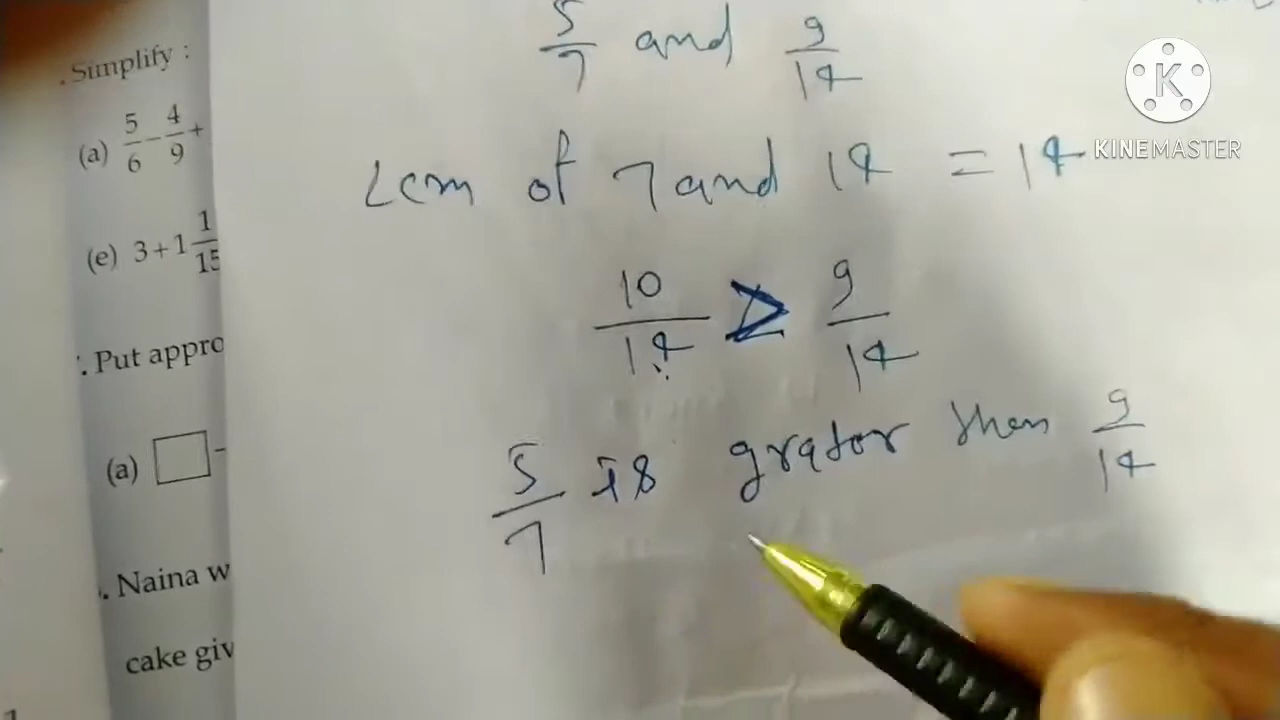 . Simplify :
(a) 5/6 - 4/9 +
(e) 3 + 1 1/15
. Put appro
(a) □ -
. Naina w
cake giv
5/7 and 9/14
Lcm of 7 and 14 = 14
10/14 > 9/14
5/7 is grator than 9/14
K
KINEMASTER